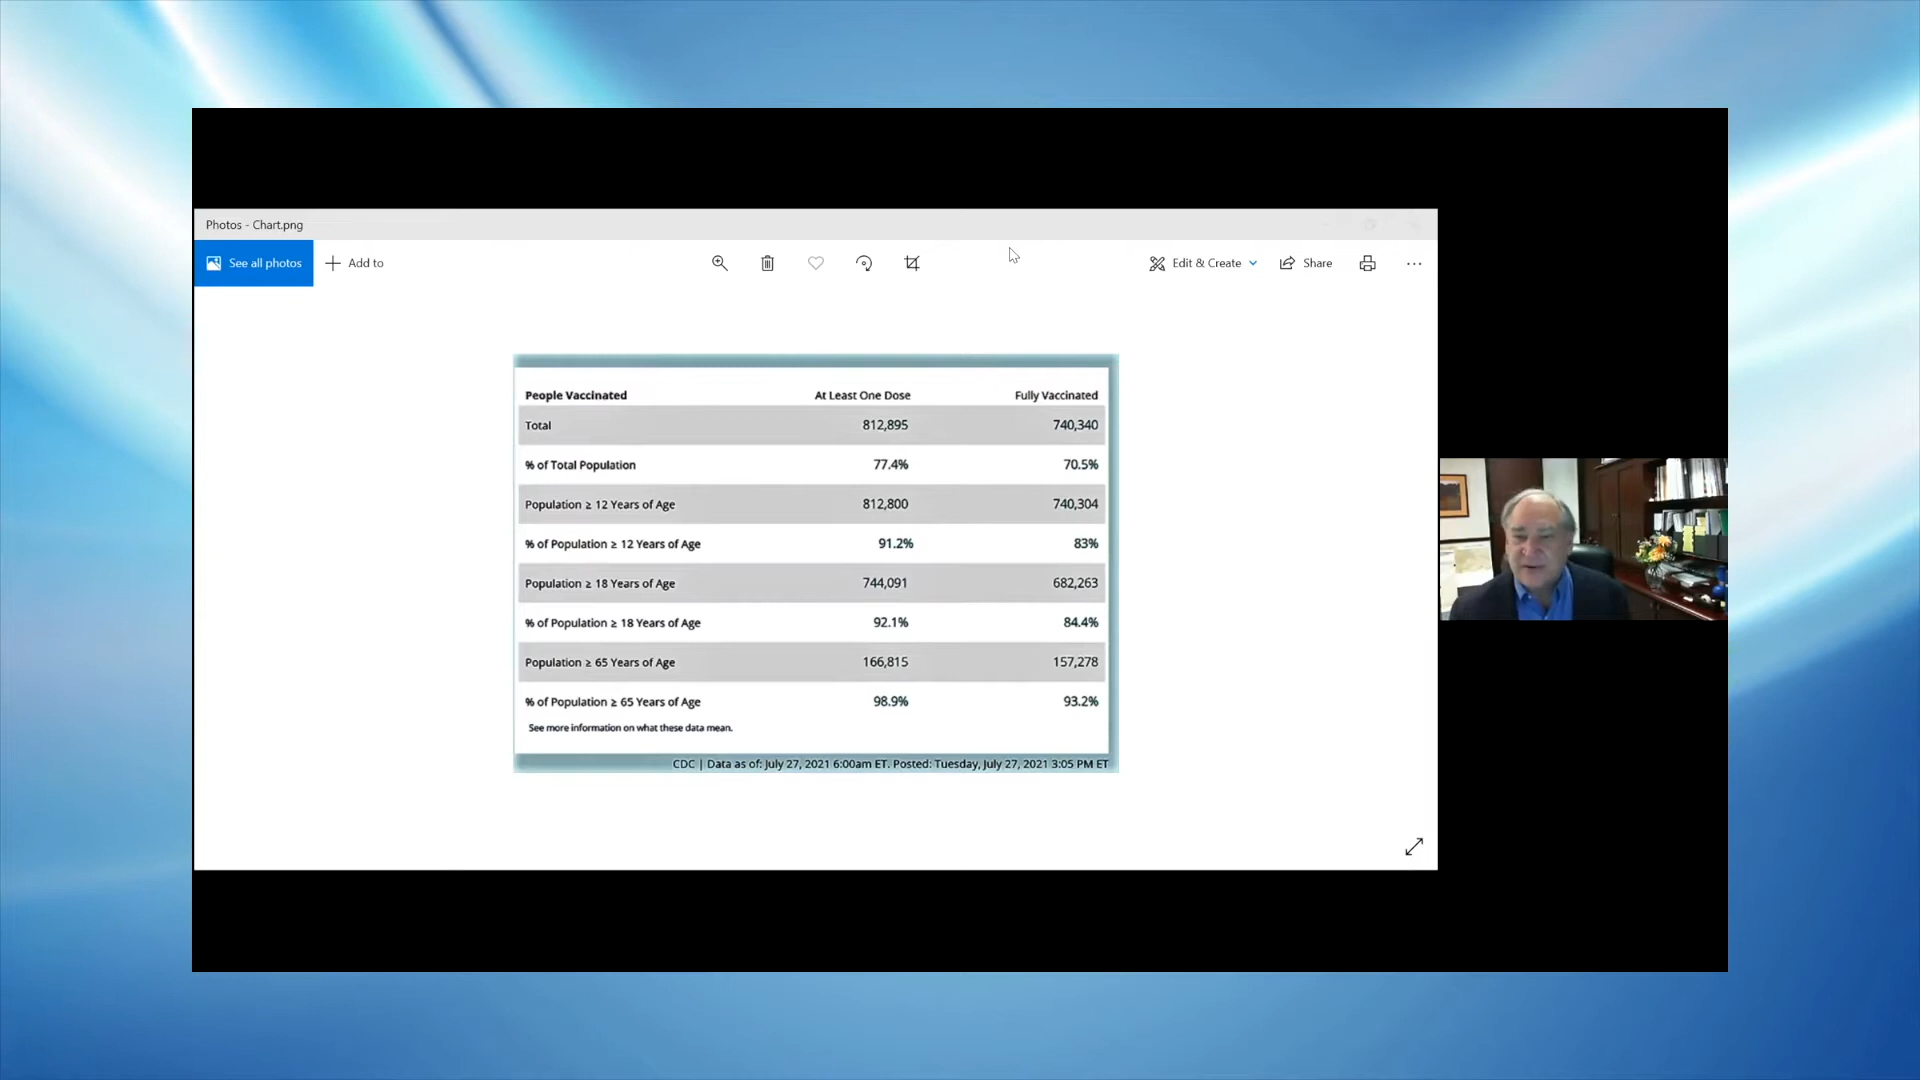 Photos - Chart.png
See all photos
Add to
Edit & Create
Share
People Vaccinated At Least One Dose Fully Vaccinated
Total 812,895 740,340
% of Total Population 77.4% 70.5%
Population ≥ 12 Years of Age 812,800 740,304
% of Population ≥ 12 Years of Age 91.2% 83%
Population ≥ 18 Years of Age 744,091 682,263
% of Population ≥ 18 Years of Age 92.1% 84.4%
Population ≥ 65 Years of Age 166,815 157,278
% of Population ≥ 65 Years of Age 98.9% 93.2%
See more information on what these data mean.
CDC | Data as of: July 27, 2021 6:00am ET. Posted: Tuesday, July 27, 2021 3:05 PM ET